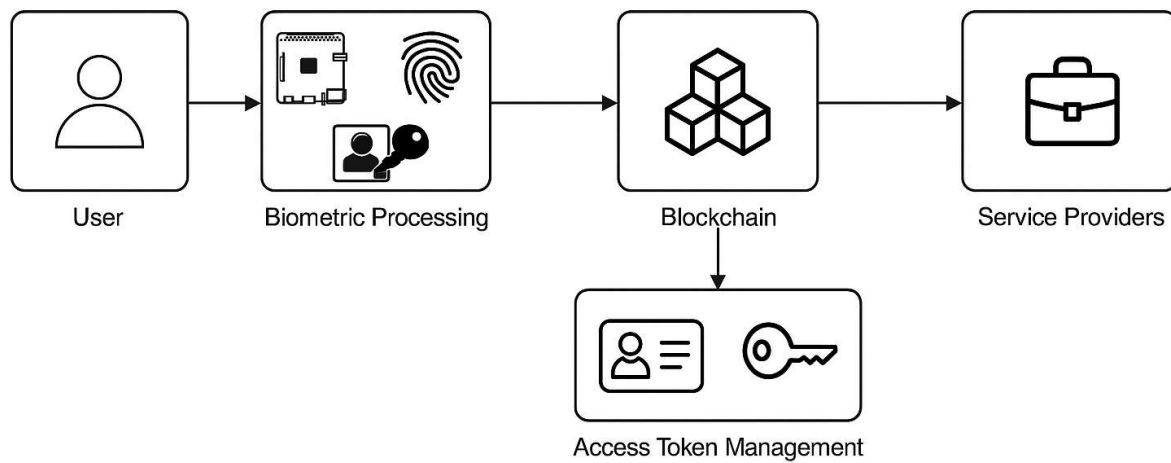 User
Biometric Processing
Blockchain
Service Providers
Access Token Management